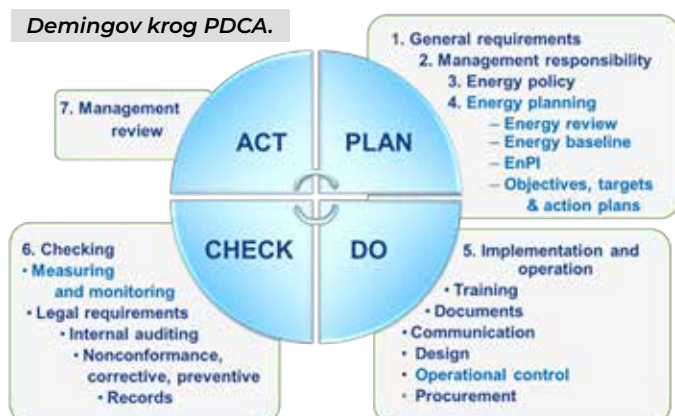 Demingov krog PDCA.
1. General requirements
2. Management responsibility
3. Energy policy
4. Energy planning
– Energy review
– Energy baseline
– EnPI
– Objectives, targets
& action plans
7. Management
review
ACT
PLAN
CHECK
DO
6. Checking
• Measuring
and monitoring
• Legal requirements
• Internal auditing
• Nonconformance,
corrective, preventive
• Records
5. Implementation and
operation
• Training
• Documents
• Communication
• Design
• Operational control
• Procurement